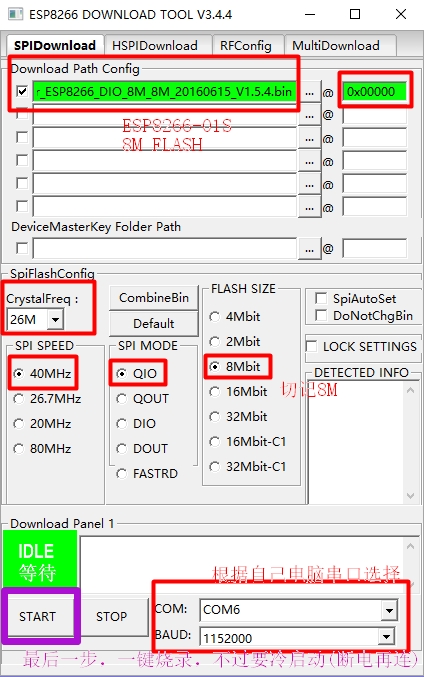 ESP8266 DOWNLOAD TOOL V3.4.4
SPIDownload HSPIDownload RFConfig MultiDownload
Download Path Config
r_ESP8266_DIO_8M_8M_20160615_V1.5.4.bin ... @ 0x00000
... @
ESP8266-01S
8M FLASH
... @
... @
... @
... @
... @
DeviceMasterKey Folder Path
... @
SpiFlashConfig
CrystalFreq :
26M
CombineBin
Default
SPI SPEED
40MHz
26.7MHz
20MHz
80MHz
SPI MODE
QIO
QOUT
DIO
DOUT
FASTRD
FLASH SIZE
4Mbit
2Mbit
8Mbit
切记8M
16Mbit
32Mbit
16Mbit-C1
32Mbit-C1
SpiAutoSet
DoNotChgBin
LOCK SETTINGS
DETECTED INFO
Download Panel 1
IDLE
等待
根据自己电脑串口选择
START
STOP
COM: COM6
BAUD: 1152000
最后一步，一键烧录，不过要冷启动(断电再连)